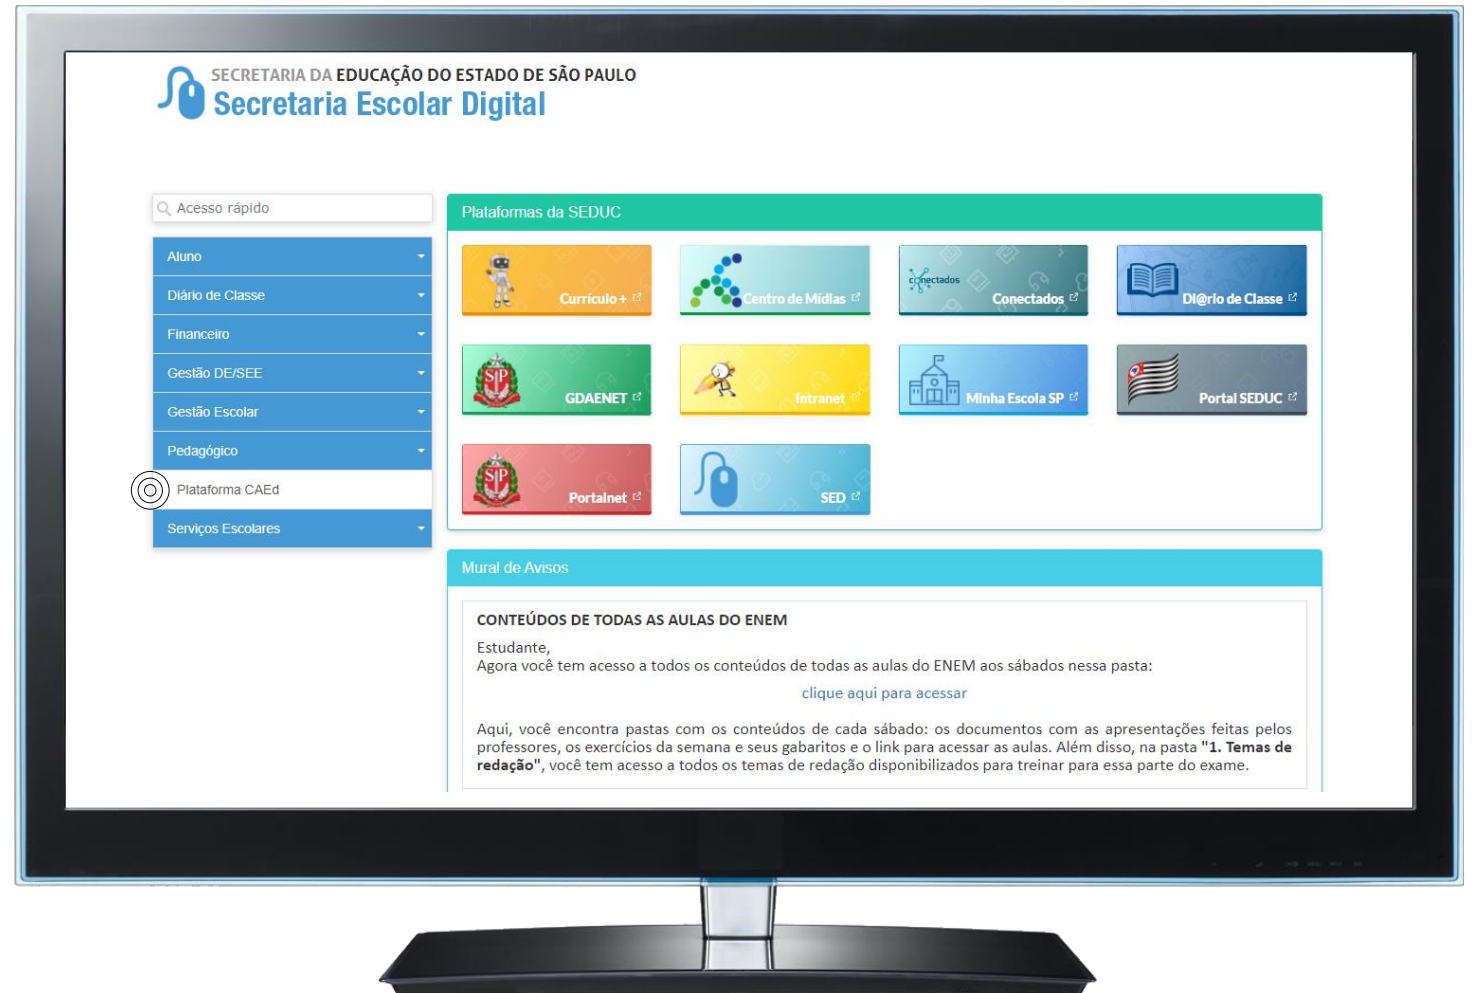 SECRETARIA DA EDUCAÇÃO DO ESTADO DE SÃO PAULO
Secretaria Escolar Digital
Acesso rápido
Aluno
Diário de Classe
Financeiro
Gestão DE/SEE
Gestão Escolar
Pedagógico
Plataforma CAEd
Serviços Escolares
Plataformas da SEDUC
Currículo +
Centro de Mídias
conectados
Conectados
Di@rio de Classe
SP
GDAENET
Intranet
Minha Escola SP
Portal SEDUC
SP
Portalnet
SED
Mural de Avisos
CONTEÚDOS DE TODAS AS AULAS DO ENEM
Estudante,
Agora você tem acesso a todos os conteúdos de todas as aulas do ENEM aos sábados nessa pasta:
clique aqui para acessar
Aqui, você encontra pastas com os conteúdos de cada sábado: os documentos com as apresentações feitas pelos
professores, os exercícios da semana e seus gabaritos e o link para acessar as aulas. Além disso, na pasta "1. Temas de
redação", você tem acesso a todos os temas de redação disponibilizados para treinar para essa parte do exame.